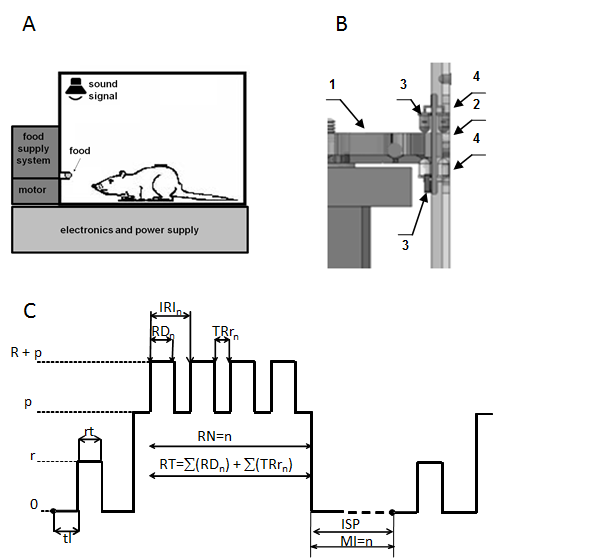 A
sound
signal
food
supply
system
food
motor
electronics and power supply
B
1
3
4
2
4
3
C
IRIn
RDn
TRrn
R + p
p
rt
RN=n
r
RT=∑(RDn) + ∑(TRrn)
0
tl
ISP
MI=n